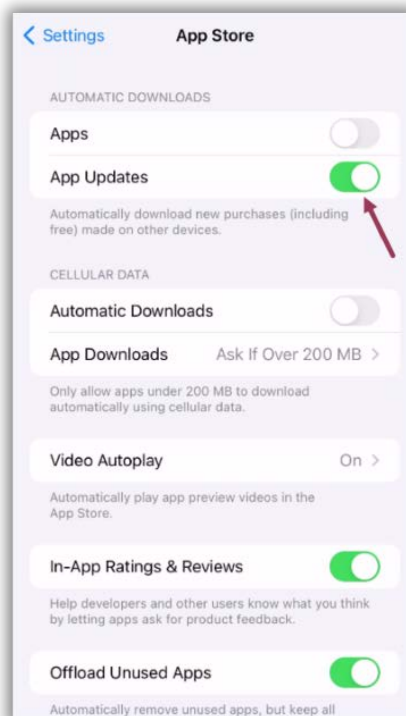 Settings App Store
AUTOMATIC DOWNLOADS
Apps
App Updates
Automatically download new purchases (including
free) made on other devices.
CELLULAR DATA
Automatic Downloads
App Downloads Ask If Over 200 MB
Only allow apps under 200 MB to download
automatically using cellular data.
Video Autoplay On
Automatically play app preview videos in the
App Store.
In-App Ratings & Reviews
Help developers and other users know what you think
by letting apps ask for product feedback.
Offload Unused Apps
Automatically remove unused apps, but keep all